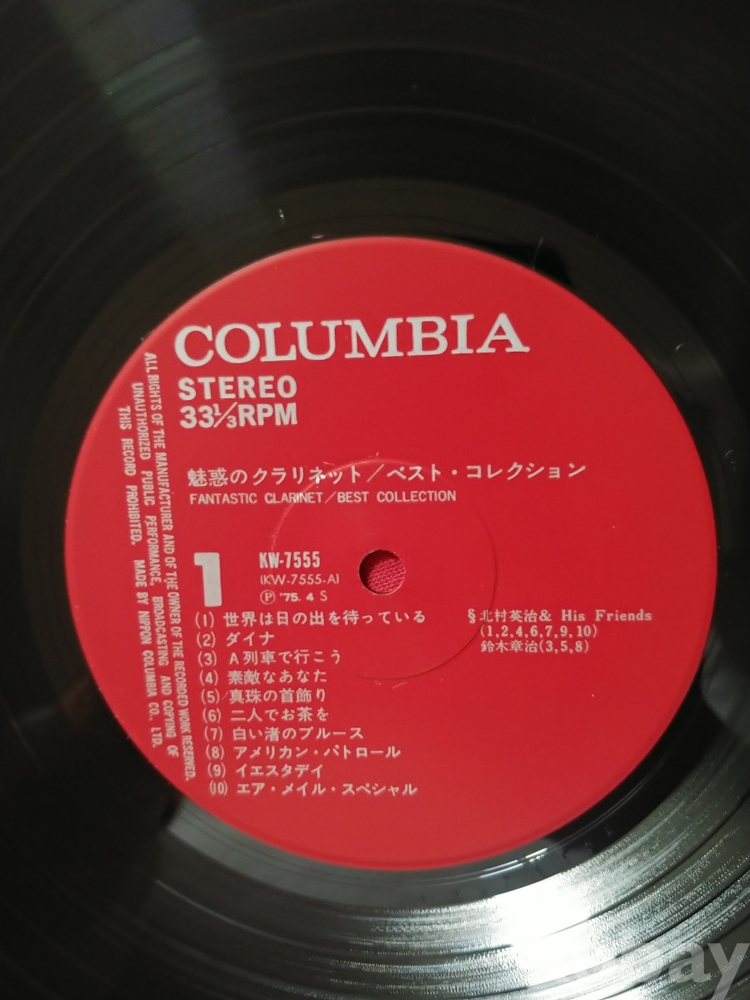 COLUMBIA
STEREO
33⅓RPM
魅惑のクラリネット/ベスト・コレクション
FANTASTIC CLARINET/BEST COLLECTION
1
KW-7555
(KW-7555-A)
Ⓟ '75. 4 S
(1) 世界は日の出を待っている
(2) ダイナ
(3) A列車で行こう
(4) 素敵なあなた
(5) 真珠の首飾り
(6) 二人でお茶を
(7) 白い渚のブルース
(8) アメリカン・パトロール
(9) イエスタデイ
(10) エア・メイル・スペシャル
§北村英治& His Friends
(1,2,4,6,7,9,10)
鈴木章治(3,5,8)
ALL RIGHTS OF THE MANUFACTURER AND OF THE OWNER OF THE RECORDED WORK RESERVED.
UNAUTHORIZED PUBLIC PERFORMANCE, BROADCASTING AND COPYING OF
THIS RECORD PROHIBITED. MADE BY NIPPON COLUMBIA CO., LTD.